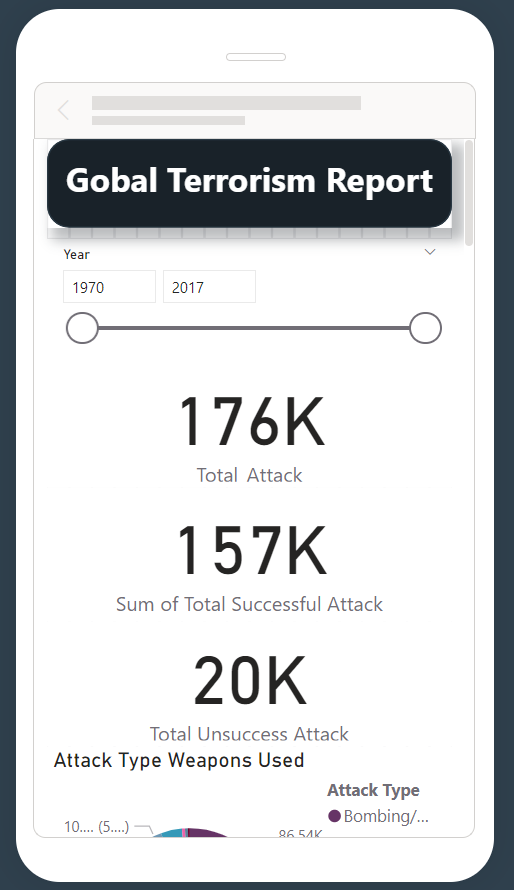 Gobal Terrorism Report
Year
1970 2017
176K
Total Attack
157K
Sum of Total Successful Attack
20K
Total Unsuccess Attack
Attack Type Weapons Used
Attack Type
Bombing/...
10.... (5....)
86.54K